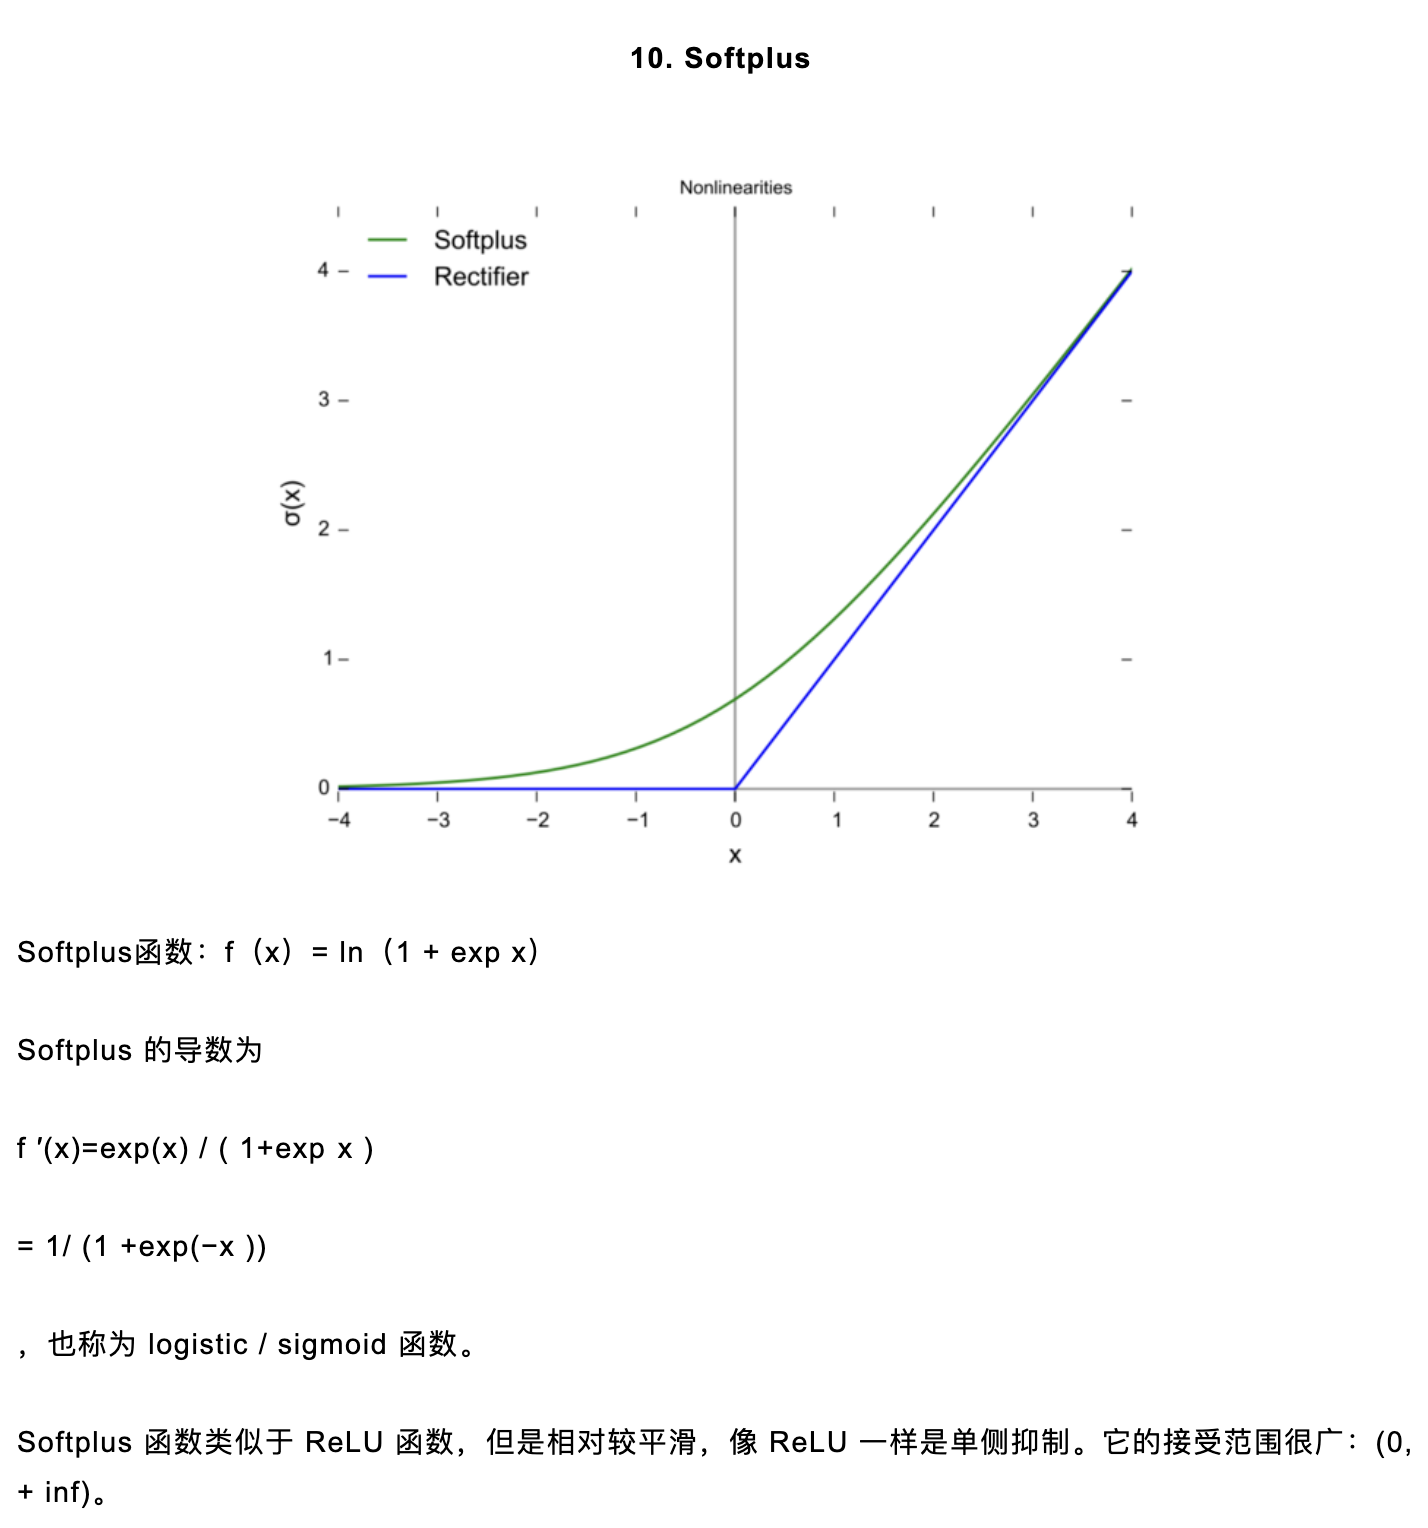 10. Softplus
Nonlinearities
Softplus
Rectifier
4
3
2
1
0
σ(x)
−4 −3 −2 −1 0 1 2 3 4
x
Softplus函数：f（x）= ln（1 + exp x）
Softplus 的导数为
f ′(x)=exp(x) / ( 1+exp x )
= 1/ (1 +exp(−x ))
，也称为 logistic / sigmoid 函数。
Softplus 函数类似于 ReLU 函数，但是相对较平滑，像 ReLU 一样是单侧抑制。它的接受范围很广：(0,
+ inf)。